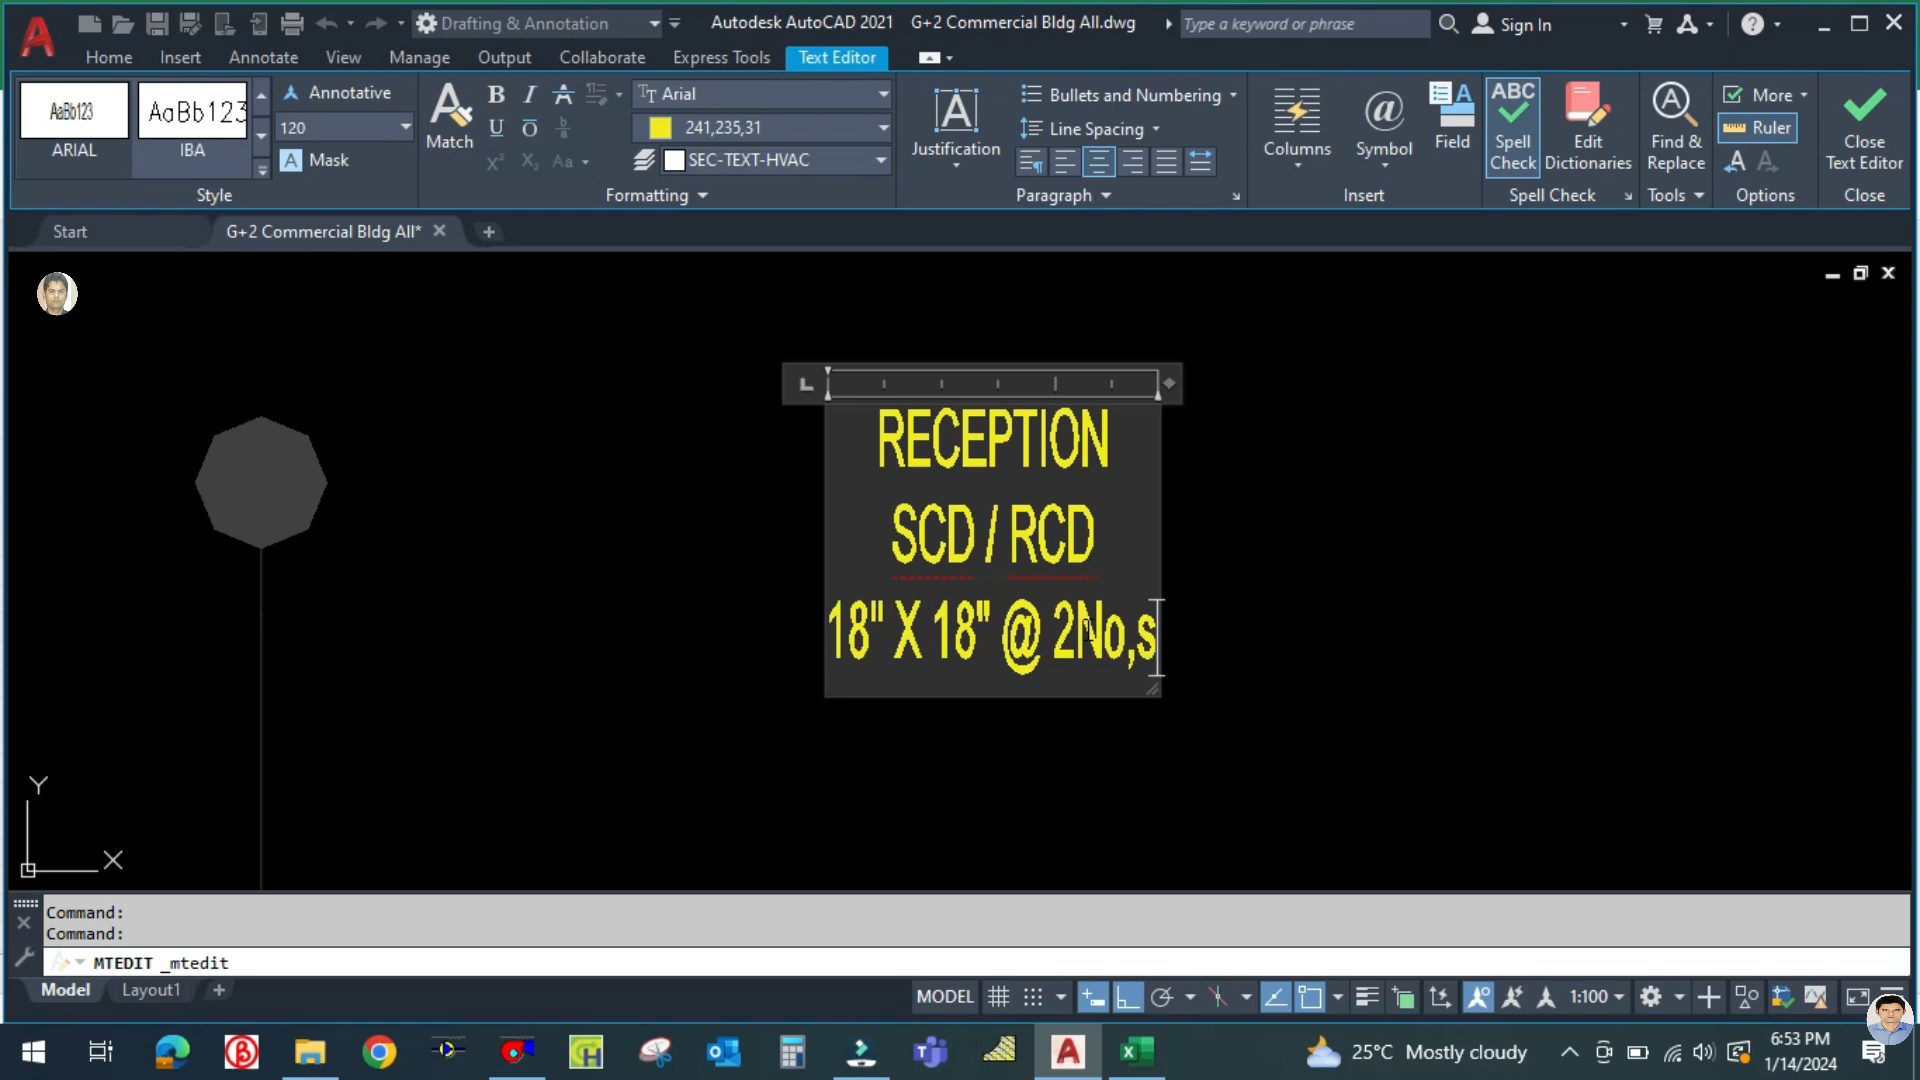 Drafting & Annotation
Autodesk AutoCAD 2021 G+2 Commercial Bldg All.dwg
Type a keyword or phrase
Sign In
Home Insert Annotate View Manage Output Collaborate Express Tools Text Editor
AaBb123 AaBb123
ARIAL IBA
Annotative
120
Mask
Style
Match
B I A
U O b/a
X² X₂ Aa
Arial
241,235,31
SEC-TEXT-HVAC
Formatting
Justification
Bullets and Numbering
Line Spacing
Paragraph
Columns Symbol Field
Insert
ABC
Spell Check
Edit Dictionaries
Spell Check
Find & Replace
Tools
More
Ruler
Options
Close Text Editor
Close
Start G+2 Commercial Bldg All*
RECEPTION
SCD / RCD
18" X 18" @ 2No,s
Y
X
Command:
Command:
MTEDIT _mtedit
Model Layout1
MODEL
1:100
25°C Mostly cloudy
6:53 PM
1/14/2024